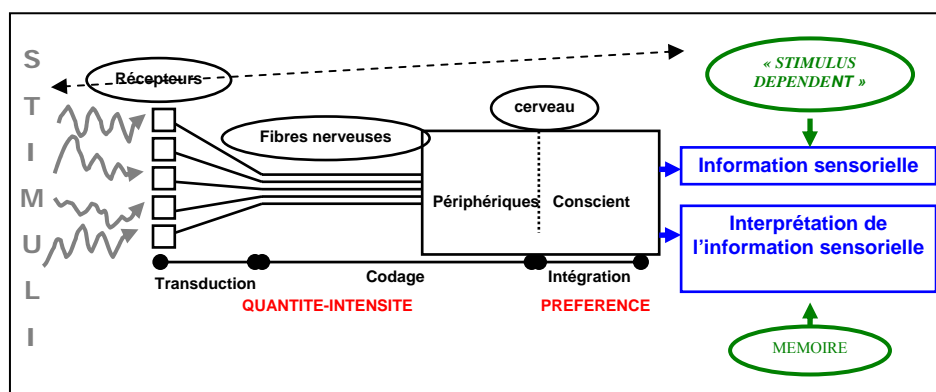 STIMULI
Récepteurs
Fibres nerveuses
cerveau
Périphériques
Conscient
Transduction
Codage
Intégration
QUANTITE-INTENSITE
PREFERENCE
« STIMULUS
DEPENDENT »
Information sensorielle
Interprétation de
l’information sensorielle
MEMOIRE